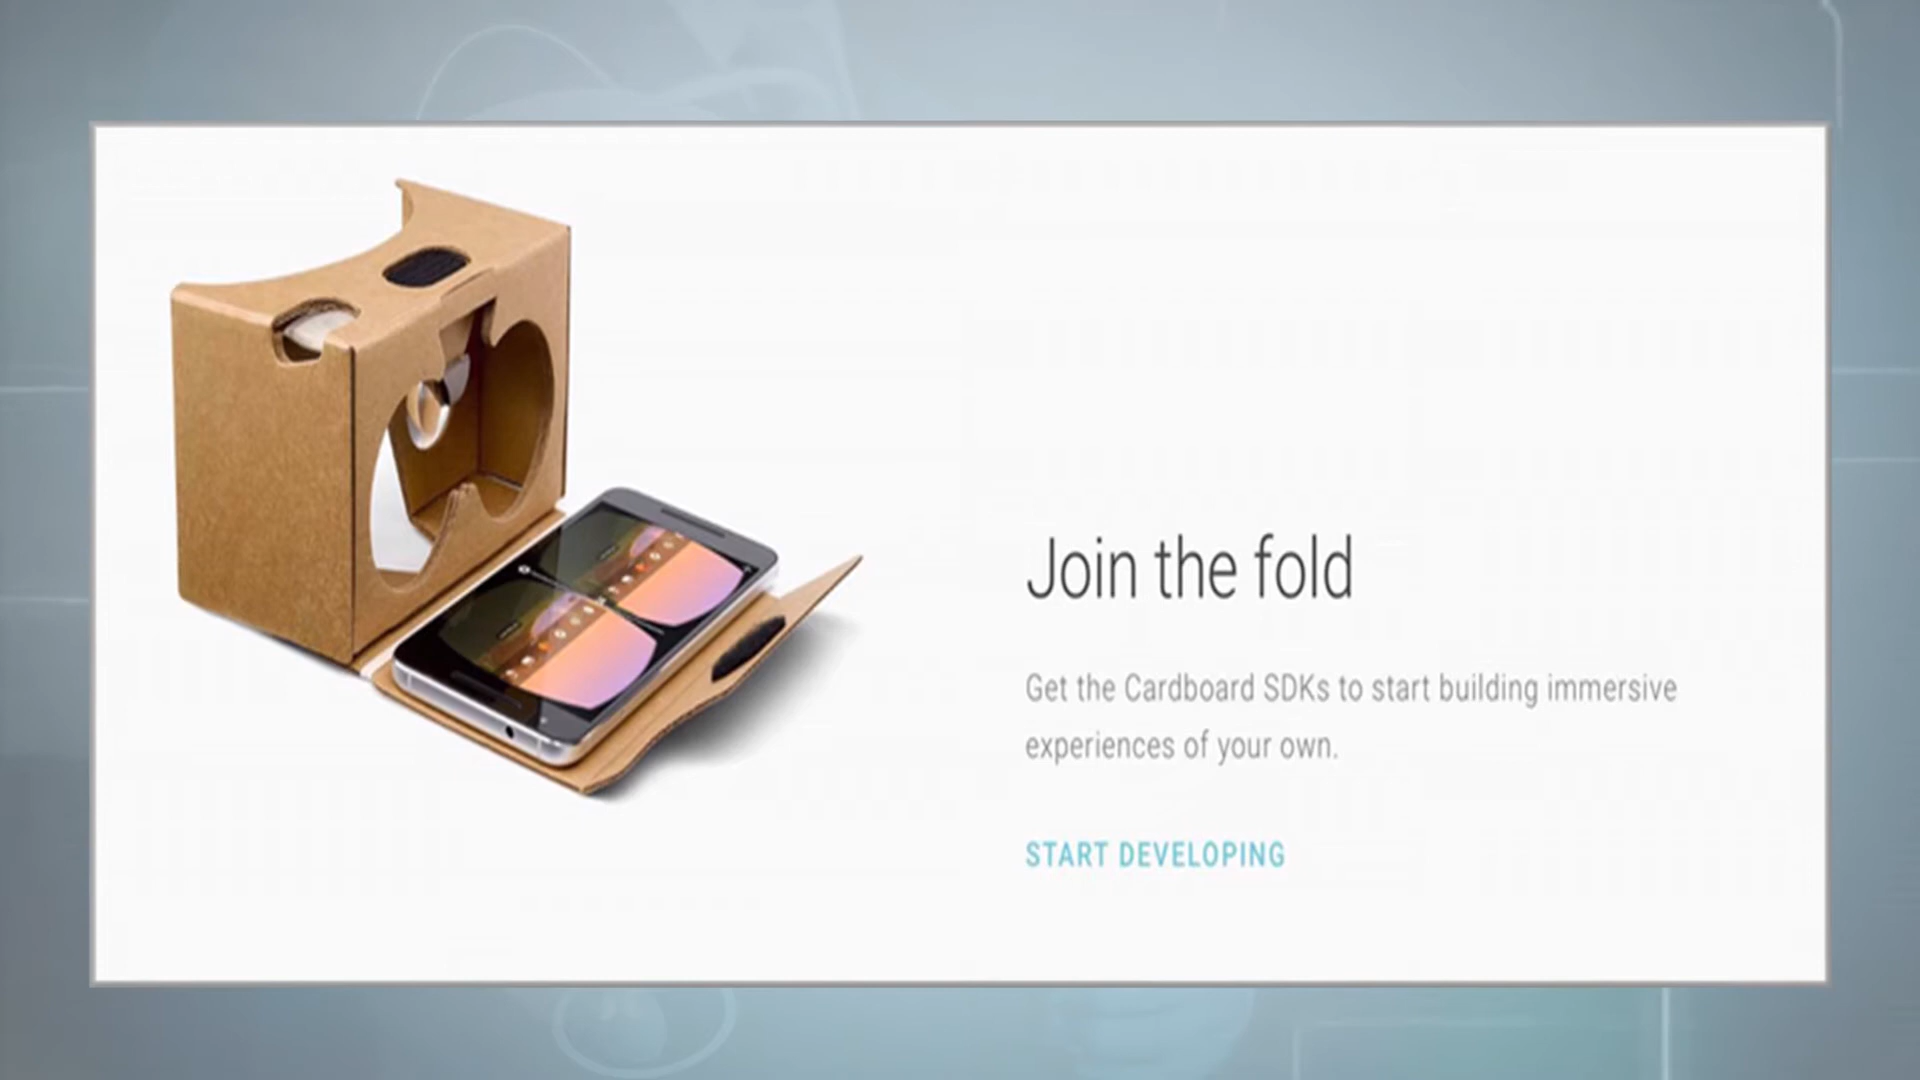 Join the fold
Get the Cardboard SDKs to start building immersive
experiences of your own.
START DEVELOPING